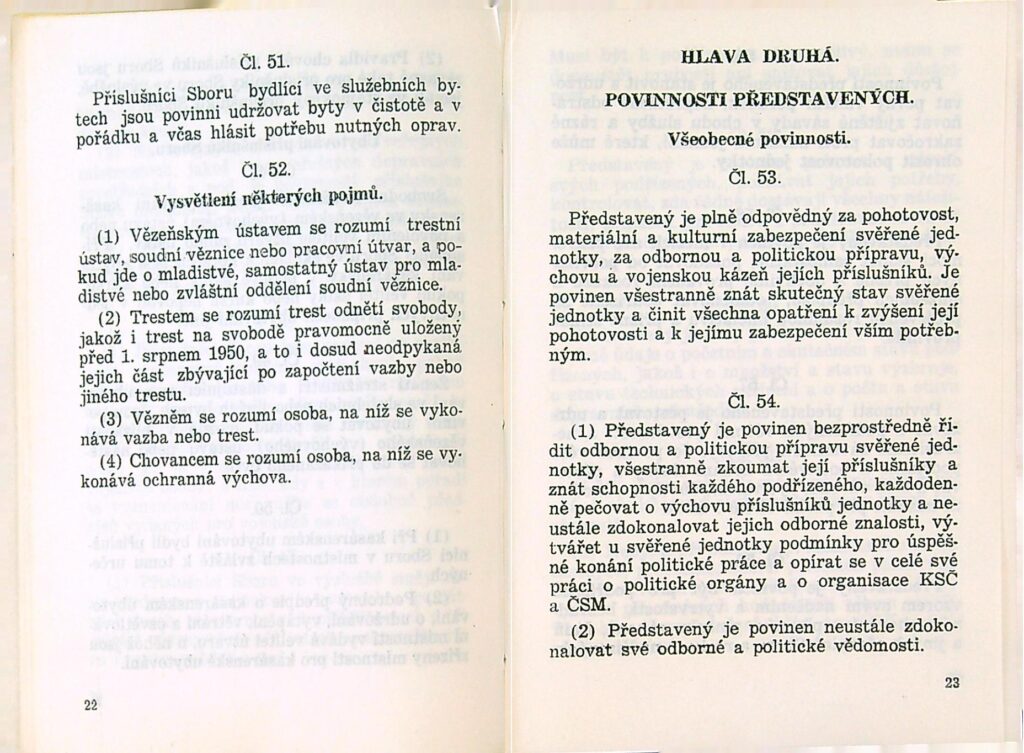 Čl. 51.
Příslušníci Sboru bydlící ve služebních by-
tech jsou povinni udržovat byty v čistotě a v
pořádku a včas hlásit potřebu nutných oprav.
Čl. 52.
Vysvětlení některých pojmů.
(1) Vězeňským ústavem se rozumí trestní
ústav, soudní věznice nebo pracovní útvar, a po-
kud jde o mladistvé, samostatný ústav pro mla-
distvé nebo zvláštní oddělení soudní věznice.
(2) Trestem se rozumí trest odnětí svobody,
jakož i trest na svobodě pravomocně uložený
před 1. srpnem 1950, a to i dosud neodpykaná
jejich část zbývající po započtení vazby nebo
jiného trestu.
(3) Vězněm se rozumí osoba, na níž se vyko-
nává vazba nebo trest.
(4) Chovancem se rozumí osoba, na níž se vy-
konává ochranná výchova.
22
HLAVA DRUHÁ.
POVINNOSTI PŘEDSTAVENÝCH.
Všeobecné povinnosti.
Čl. 53.
Představený je plně odpovědný za pohotovost,
materiální a kulturní zabezpečení svěřené jed-
notky, za odbornou a politickou přípravu, vý-
chovu a vojenskou kázeň jejích příslušníků. Je
povinen všestranně znát skutečný stav svěřené
jednotky a činit všechna opatření k zvýšení její
pohotovosti a k jejímu zabezpečení vším potřeb-
ným.
Čl. 54.
(1) Představený je povinen bezprostředně ří-
dit odbornou a politickou přípravu svěřené jed-
notky, všestranně zkoumat její příslušníky a
znát schopnosti každého podřízeného, každoden-
ně pečovat o výchovu příslušníků jednotky a ne-
ustále zdokonalovat jejich odborné znalosti, vy-
tvářet u svěřené jednotky podmínky pro úspěš-
né konání politické práce a opírat se v celé své
práci o politické orgány a o organisace KSČ
a ČSM.
(2) Představený je povinen neustále zdoko-
nalovat své odborné a politické vědomosti.
23